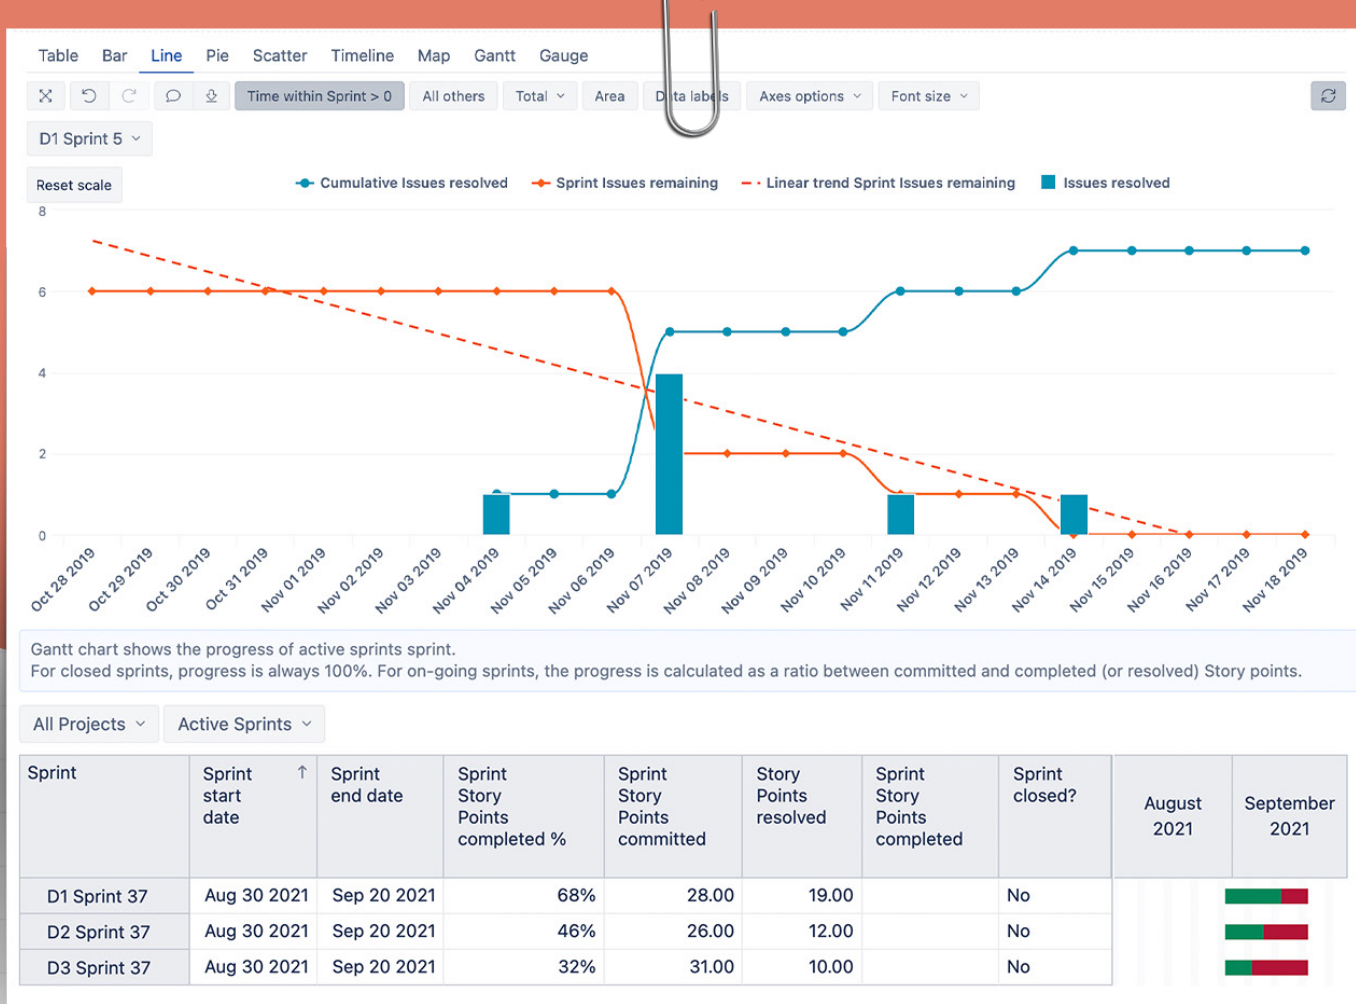 Table Bar Line Pie Scatter Timeline Map Gantt Gauge
Time within Sprint > 0 All others Total Area Data labels Axes options Font size
D1 Sprint 5
Reset scale
Cumulative Issues resolved Sprint Issues remaining Linear trend Sprint Issues remaining Issues resolved
8
6
4
2
0
Oct 28 2019 Oct 29 2019 Oct 30 2019 Oct 31 2019 Nov 01 2019 Nov 02 2019 Nov 03 2019 Nov 04 2019 Nov 05 2019 Nov 06 2019 Nov 07 2019 Nov 08 2019 Nov 09 2019 Nov 10 2019 Nov 11 2019 Nov 12 2019 Nov 13 2019 Nov 14 2019 Nov 15 2019 Nov 16 2019 Nov 17 2019 Nov 18 2019
Gantt chart shows the progress of active sprints sprint.
For closed sprints, progress is always 100%. For on-going sprints, the progress is calculated as a ratio between committed and completed (or resolved) Story points.
All Projects Active Sprints
Sprint
Sprint
start
date
Sprint
end date
Sprint
Story
Points
completed %
Sprint
Story
Points
committed
Story
Points
resolved
Sprint
Story
Points
completed
Sprint
closed?
August
2021
September
2021
D1 Sprint 37 Aug 30 2021 Sep 20 2021 68% 28.00 19.00 No
D2 Sprint 37 Aug 30 2021 Sep 20 2021 46% 26.00 12.00 No
D3 Sprint 37 Aug 30 2021 Sep 20 2021 32% 31.00 10.00 No